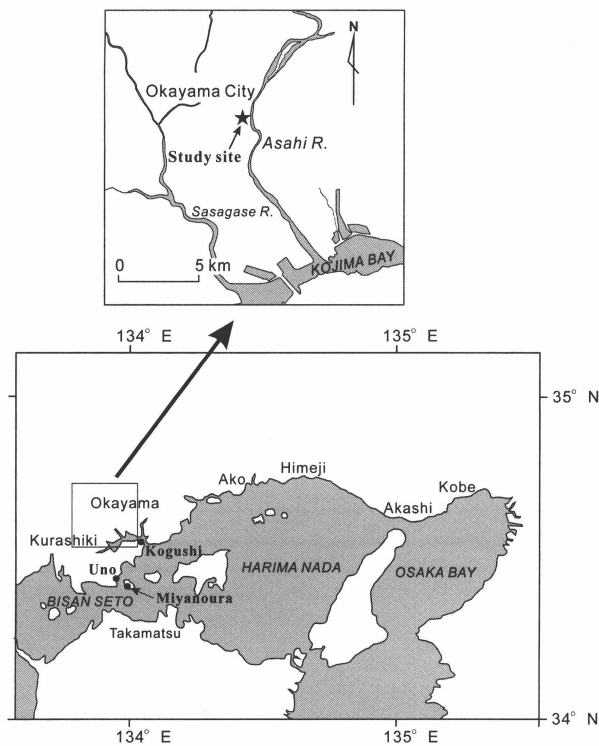 N
Okayama City
Study site
Asahi R.
Sasagase R.
0 5 km
KOJIMA BAY
134° E 135° E
35° N
Himeji
Ako
Kobe
Okayama
Akashi
Kurashiki
Kogushi
Uno
HARIMA NADA
OSAKA BAY
BISAN SETO
Miyanoura
Takamatsu
34° N
134° E 135° E